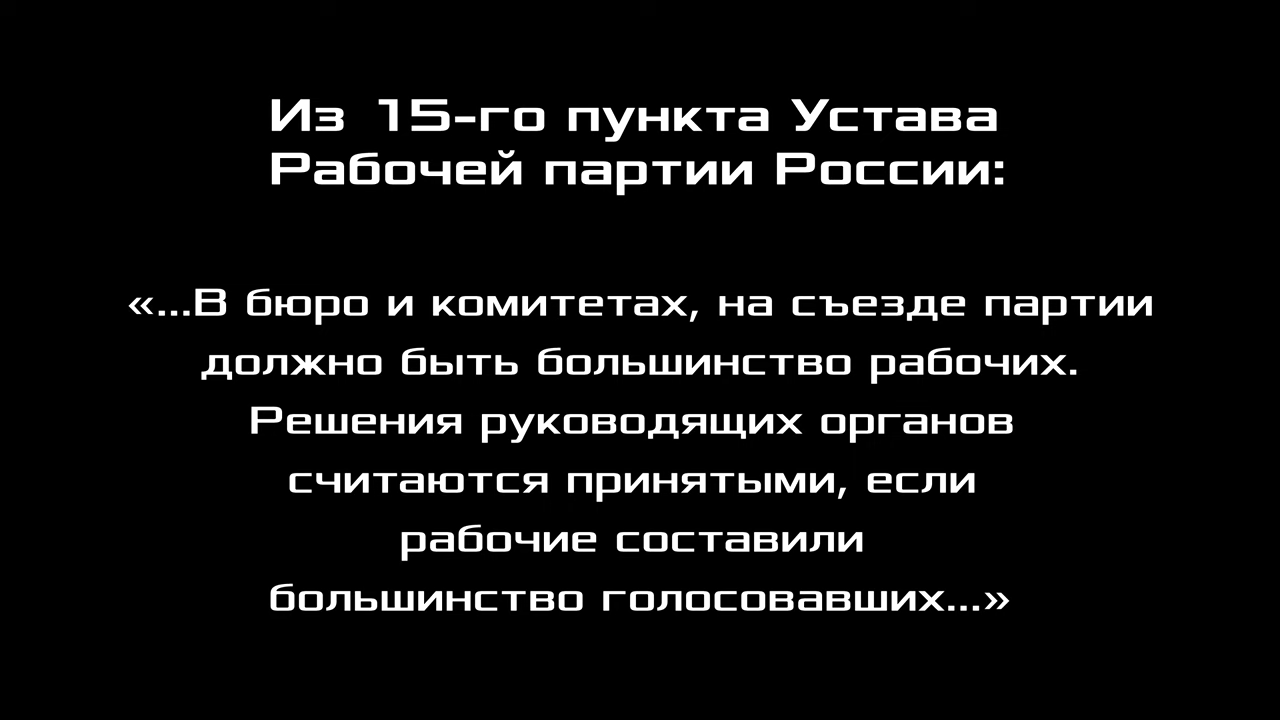 Из 15-го пункта Устава
Рабочей партии России:
«...В бюро и комитетах, на съезде партии
должно быть большинство рабочих.
Решения руководящих органов
считаются принятыми, если
рабочие составили
большинство голосовавших...»